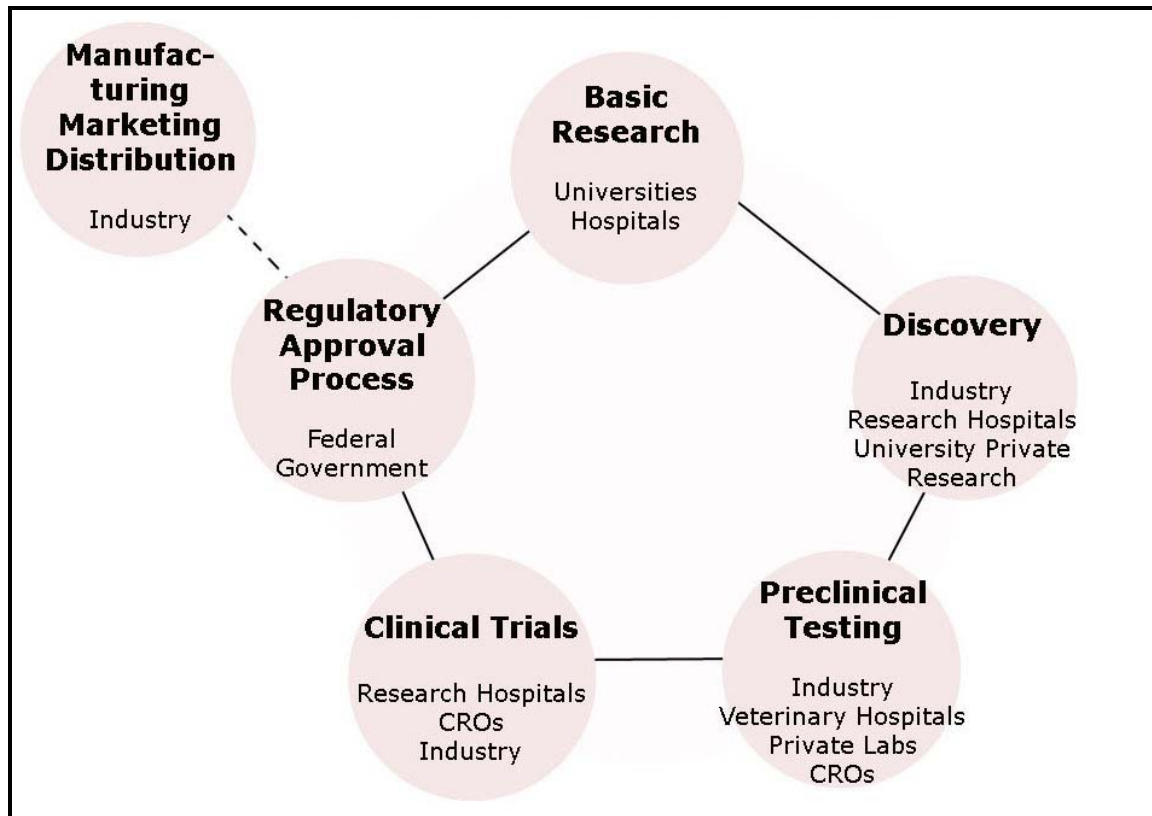 Manufac-
turing
Marketing
Distribution
Industry
Basic
Research
Universities
Hospitals
Regulatory
Approval
Process
Federal
Government
Discovery
Industry
Research Hospitals
University Private
Research
Clinical Trials
Research Hospitals
CROs
Industry
Preclinical
Testing
Industry
Veterinary Hospitals
Private Labs
CROs